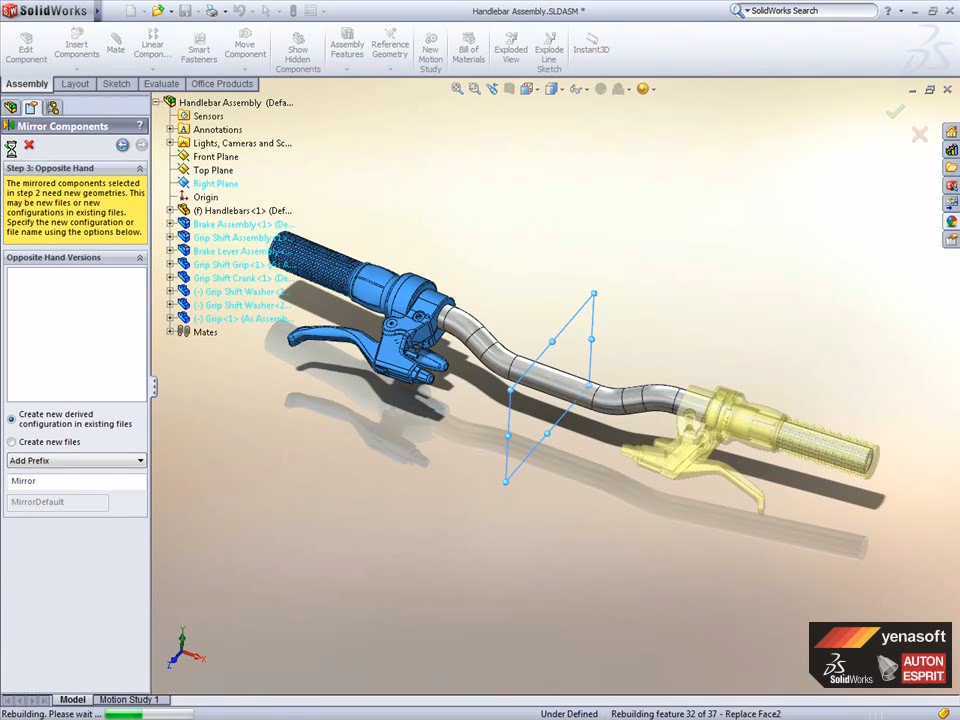 SolidWorks
Handlebar Assembly.SLDASM *
SolidWorks Search
Edit Component
Insert Components
Mate
Linear Compon...
Smart Fasteners
Move Component
Show Hidden Components
Assembly Features
Reference Geometry
New Motion Study
Bill of Materials
Exploded View
Explode Line Sketch
Instant3D
Assembly Layout Sketch Evaluate Office Products
Mirror Components ?
Step 3: Opposite Hand
The mirrored components selected
in step 2 need new geometries. This
may be new files or new
configurations in existing files.
Specify the new configuration or
file name using the options below.
Opposite Hand Versions
Create new derived
configuration in existing files
Create new files
Add Prefix
Mirror
MirrorDefault
Handlebar Assembly (Defa...
Sensors
Annotations
Lights, Cameras and Sc...
Front Plane
Top Plane
Right Plane
Origin
(f) Handlebars<1> (Def...
Brake Assembly<1> (De...
Grip Shift Assembly
Brake Lever Assem
Grip Shift Grip<1>
Grip Shift Crank<1> (De
(-) Grip Shift Washer<
(-) Grip Shift Washer<2
(-) Grip<1> (As Assemb
Mates
Y
X
Z
yenasoft
SolidWorks
AUTON
ESPRIT
Model Motion Study 1
Rebuilding. Please wait ...
Under Defined
Rebuilding feature 32 of 37 - Replace Face2